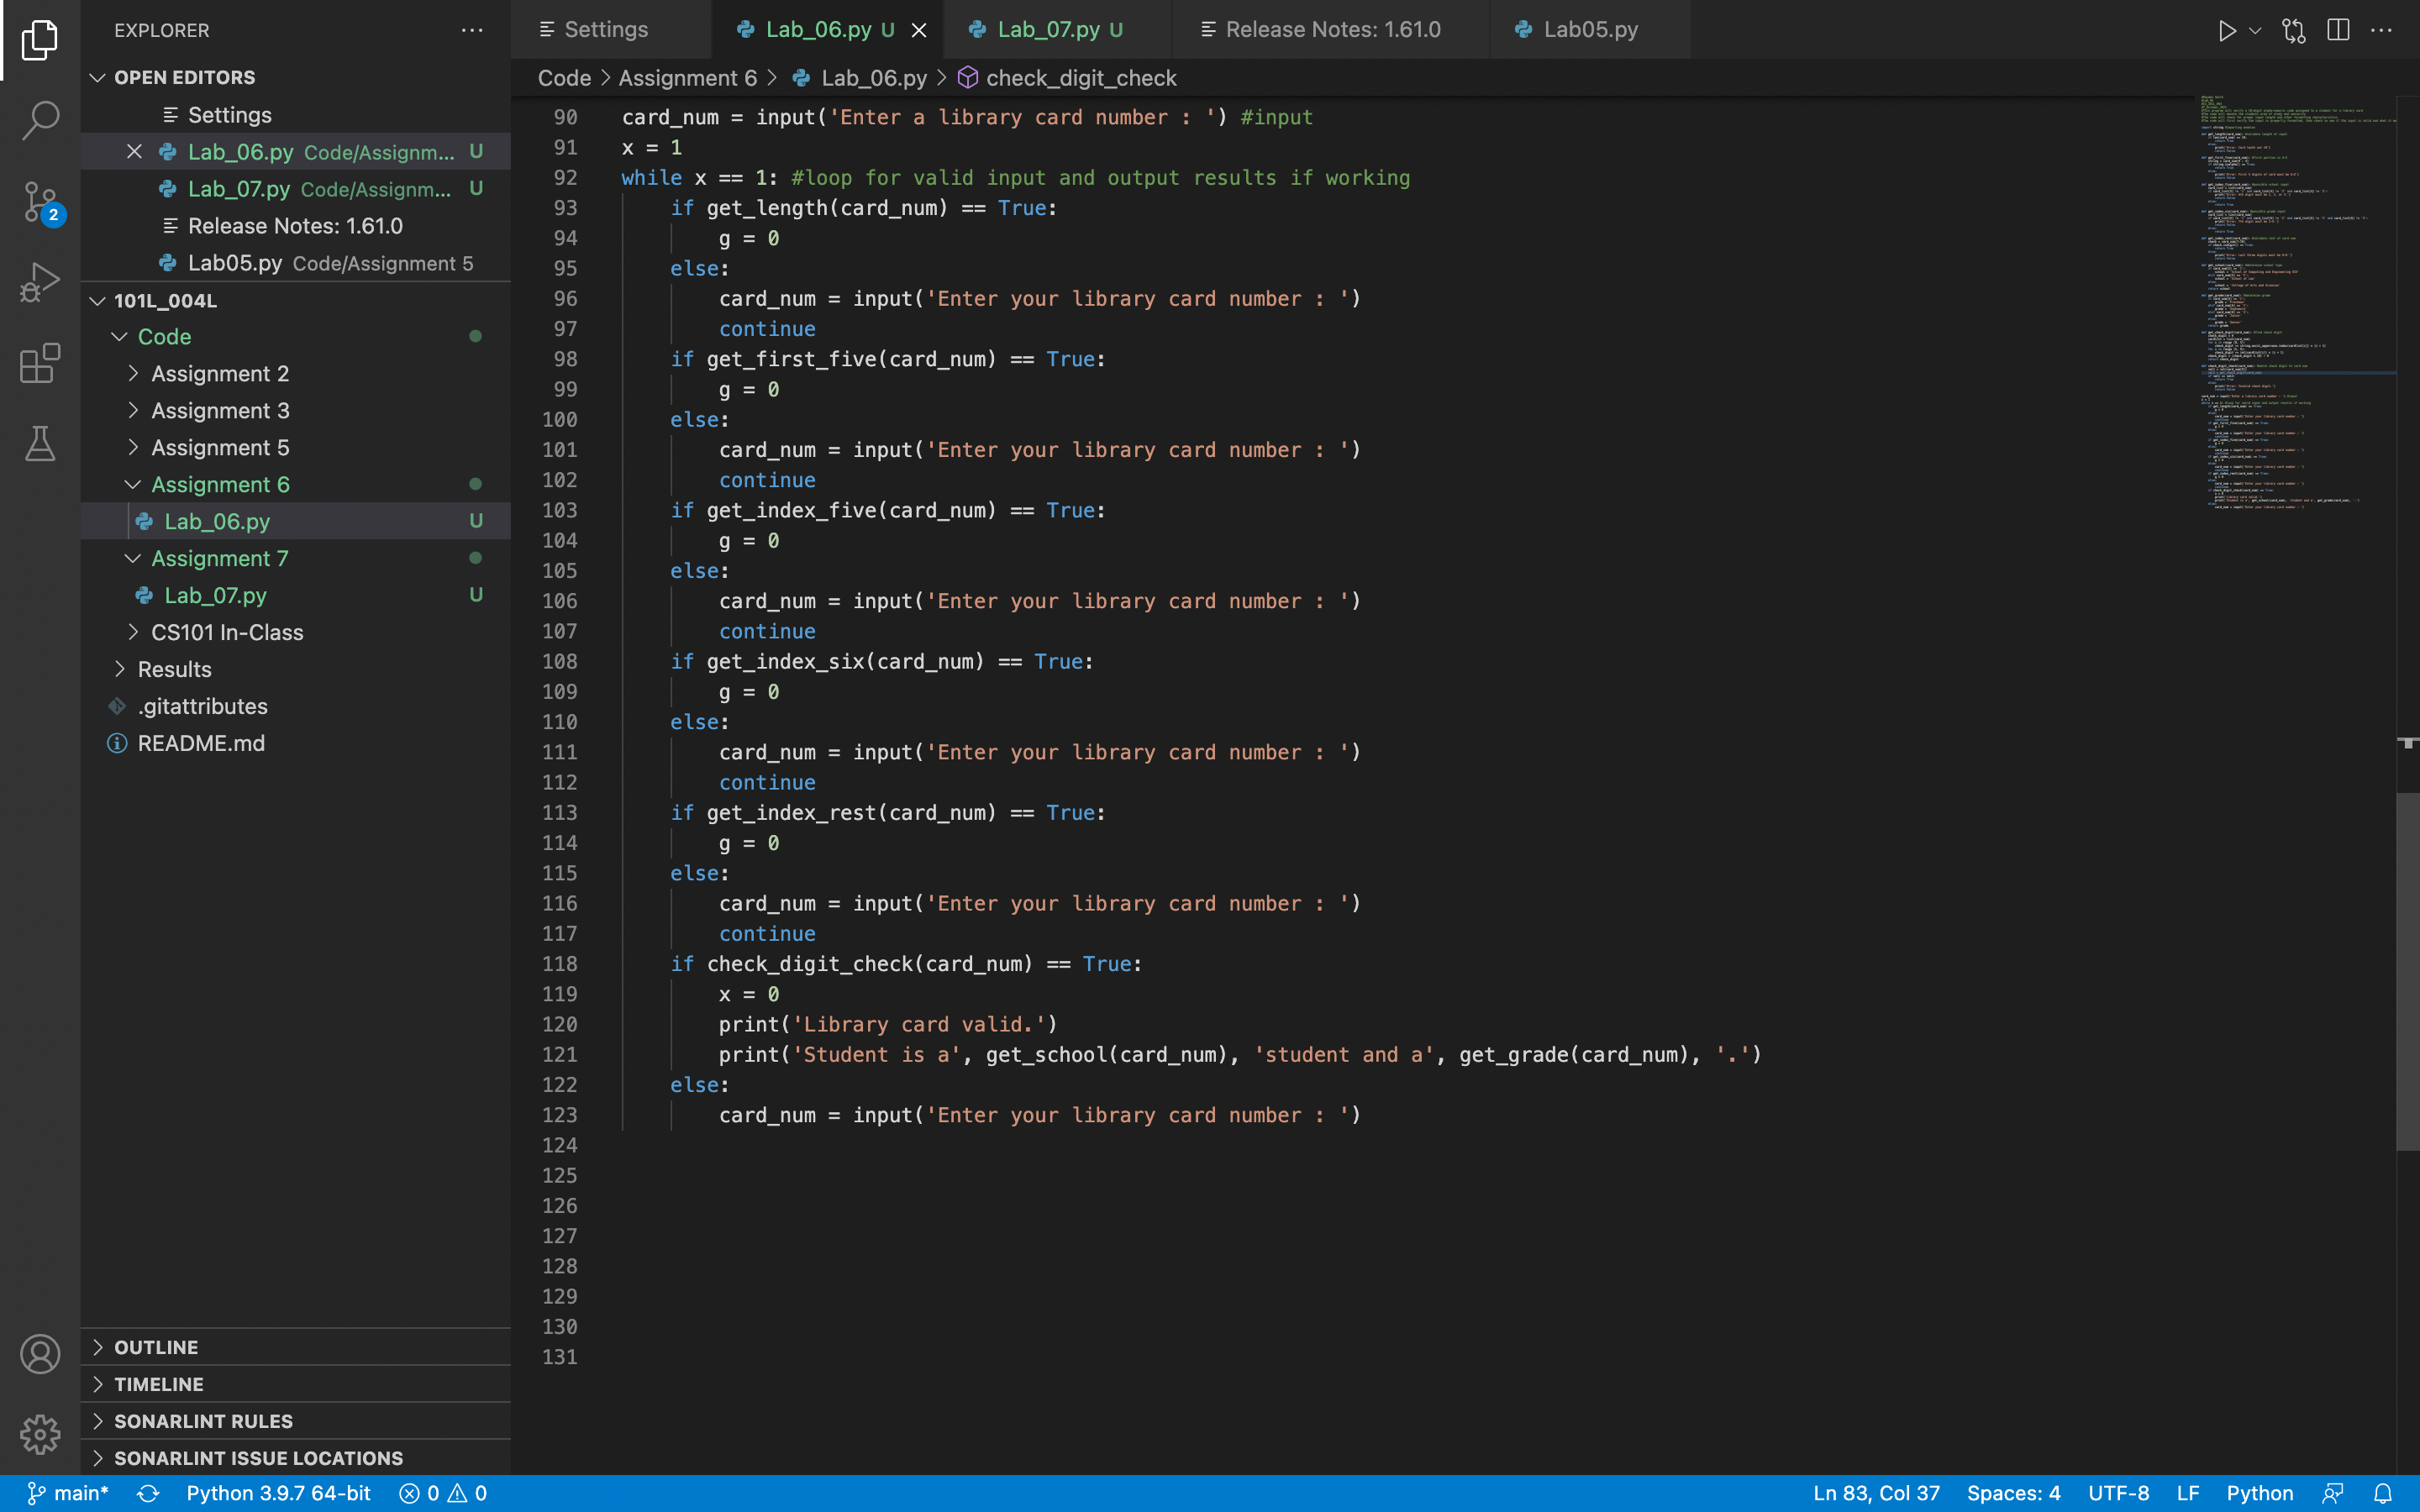 EXPLORER
OPEN EDITORS
Settings
Lab_06.py Code/Assignm... U
Lab_07.py Code/Assignm... U
Release Notes: 1.61.0
Lab05.py Code/Assignment 5
101L_004L
Code
Assignment 2
Assignment 3
Assignment 5
Assignment 6
Lab_06.py U
Assignment 7
Lab_07.py U
CS101 In-Class
Results
.gitattributes
README.md
OUTLINE
TIMELINE
SONARLINT RULES
SONARLINT ISSUE LOCATIONS
2
Settings Lab_06.py U Lab_07.py U Release Notes: 1.61.0 Lab05.py
Code > Assignment 6 > Lab_06.py > check_digit_check
90 card_num = input('Enter a library card number : ') #input
91 x = 1
92 while x == 1: #loop for valid input and output results if working
93 if get_length(card_num) == True:
94 g = 0
95 else:
96 card_num = input('Enter your library card number : ')
97 continue
98 if get_first_five(card_num) == True:
99 g = 0
100 else:
101 card_num = input('Enter your library card number : ')
102 continue
103 if get_index_five(card_num) == True:
104 g = 0
105 else:
106 card_num = input('Enter your library card number : ')
107 continue
108 if get_index_six(card_num) == True:
109 g = 0
110 else:
111 card_num = input('Enter your library card number : ')
112 continue
113 if get_index_rest(card_num) == True:
114 g = 0
115 else:
116 card_num = input('Enter your library card number : ')
117 continue
118 if check_digit_check(card_num) == True:
119 x = 0
120 print('Library card valid.')
121 print('Student is a', get_school(card_num), 'student and a', get_grade(card_num), '.')
122 else:
123 card_num = input('Enter your library card number : ')
124
125
126
127
128
129
130
131
main* Python 3.9.7 64-bit 0 0 Ln 83, Col 37 Spaces: 4 UTF-8 LF Python